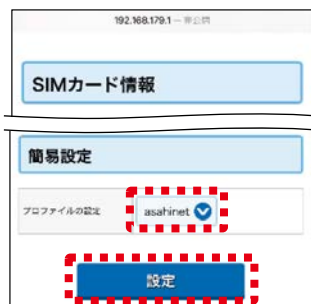 192.168.179.1 — 非公開
SIMカード情報
簡易設定
プロファイルの設定 asahinet
設定